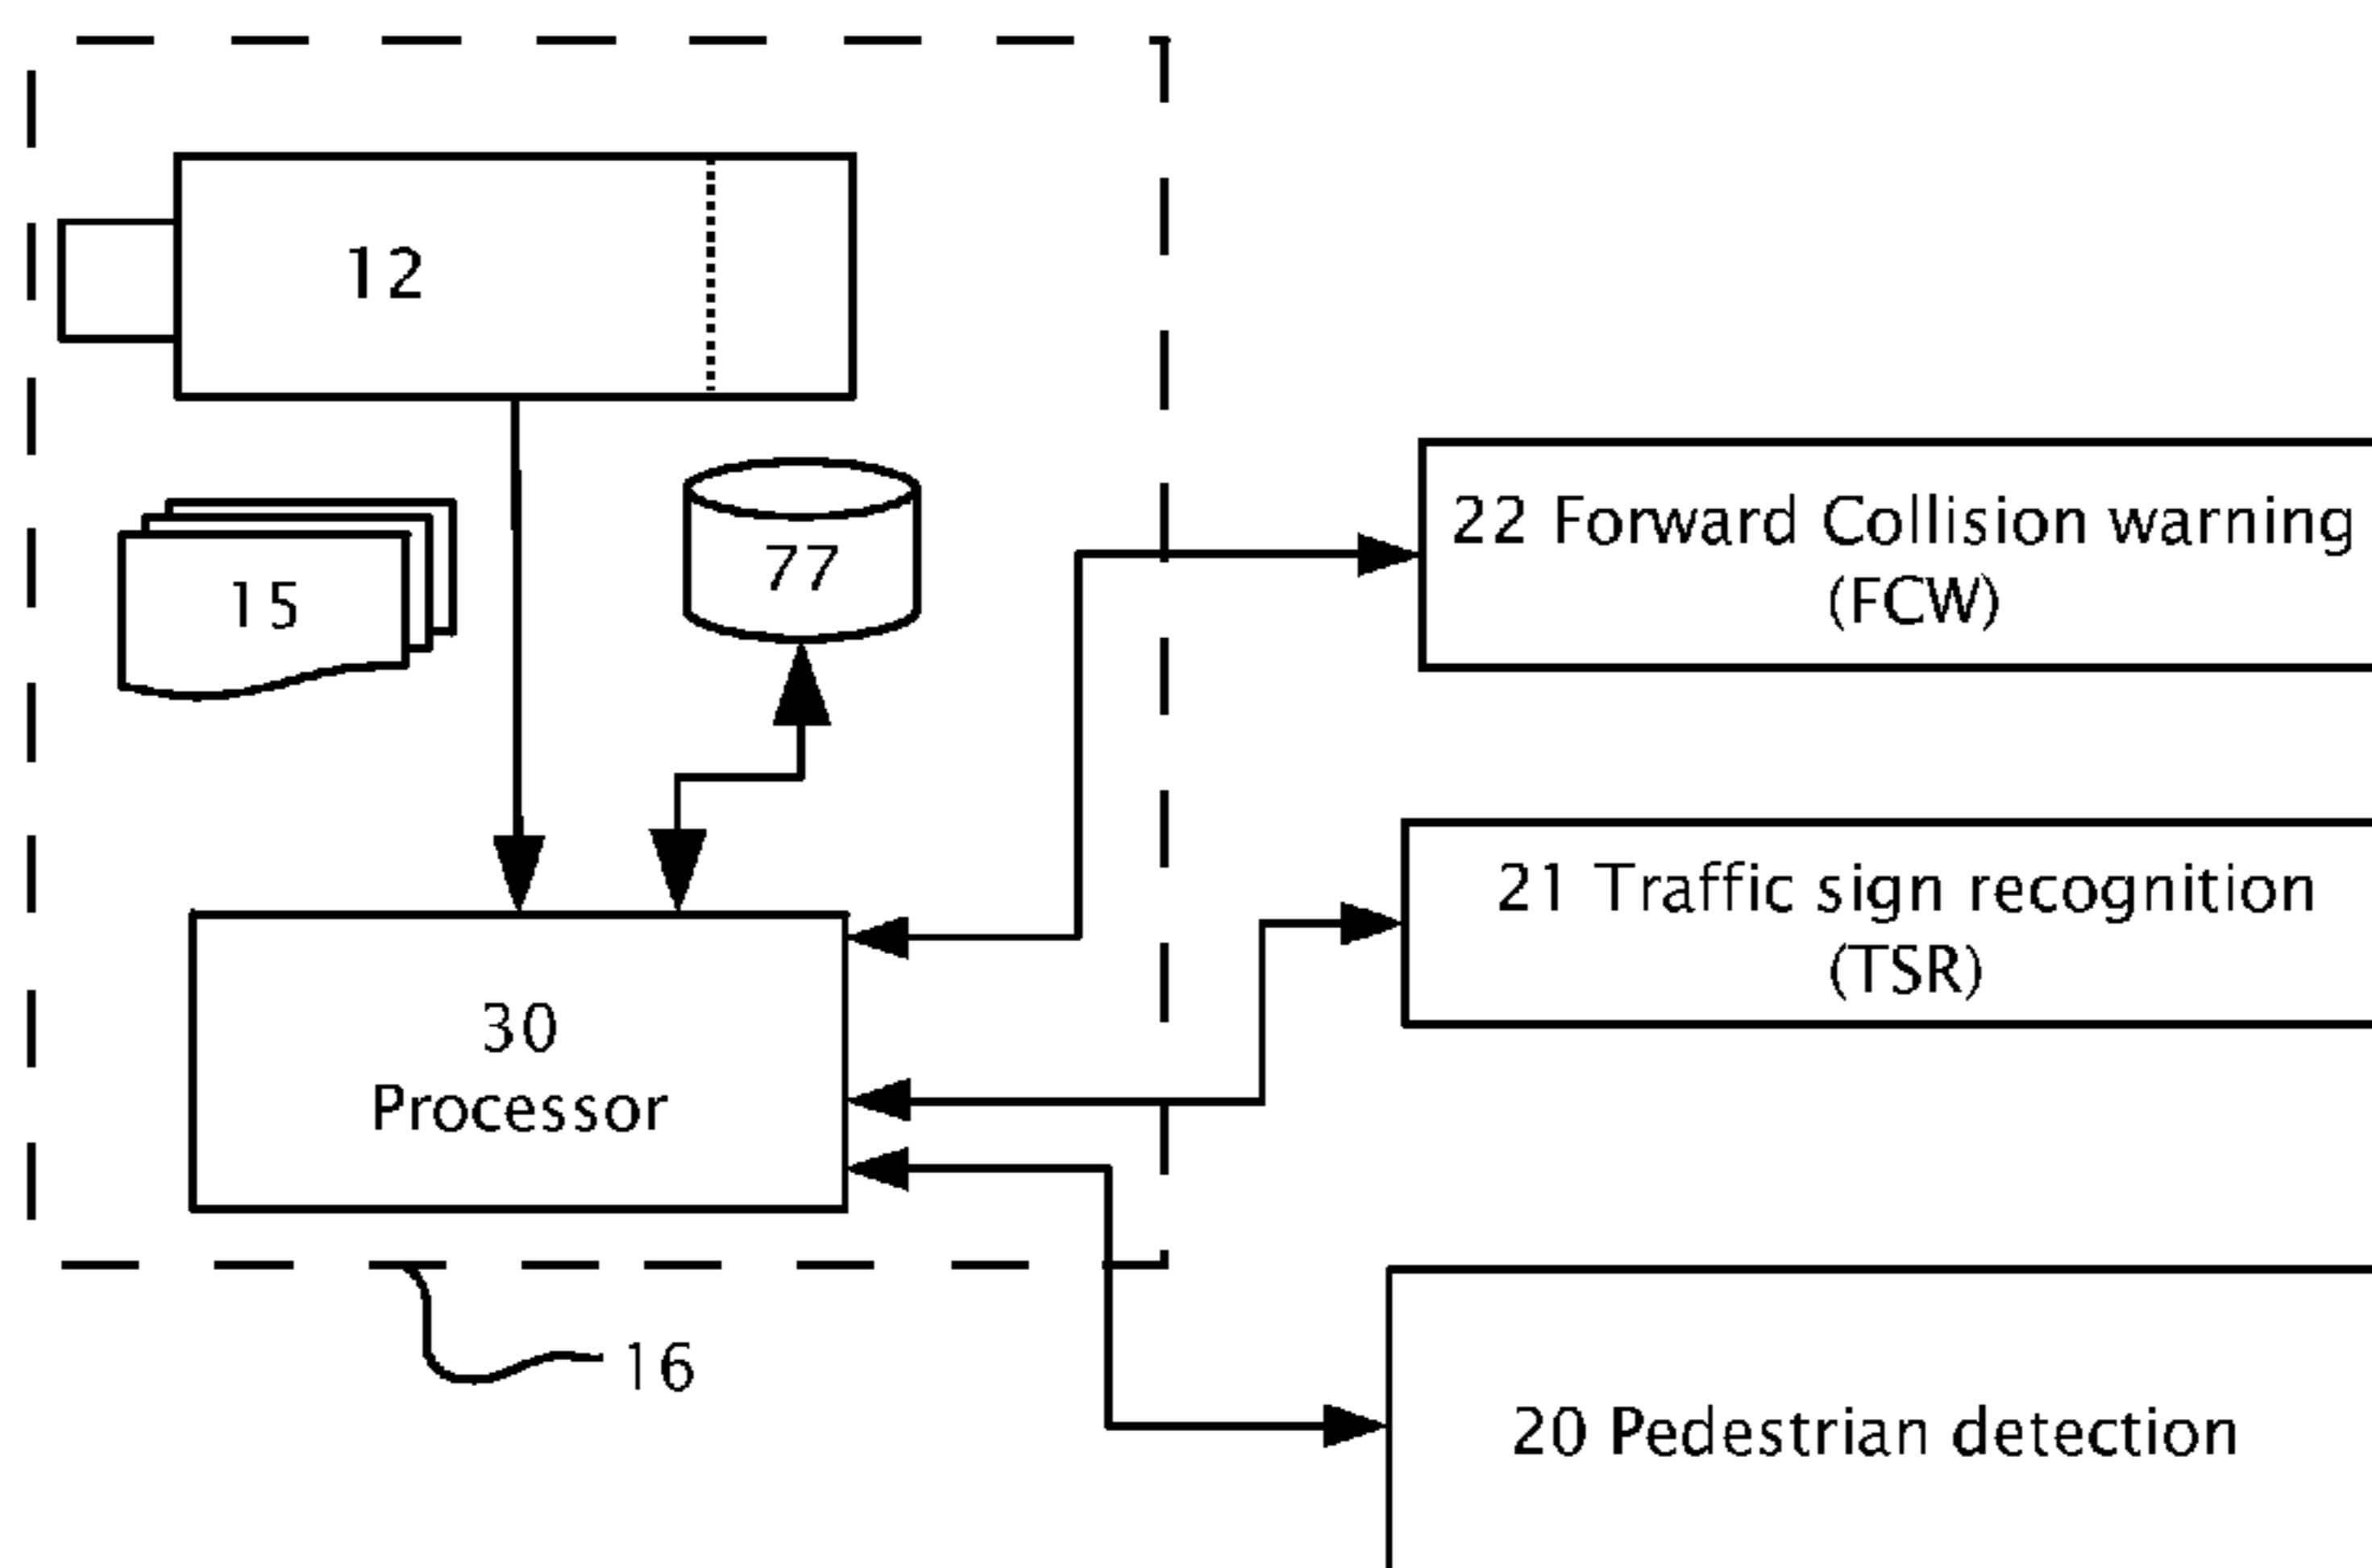 12
15
77
22 Forward Collision warning
(FCW)
21 Traffic sign recognition
(TSR)
30
Processor
16
20 Pedestrian detection